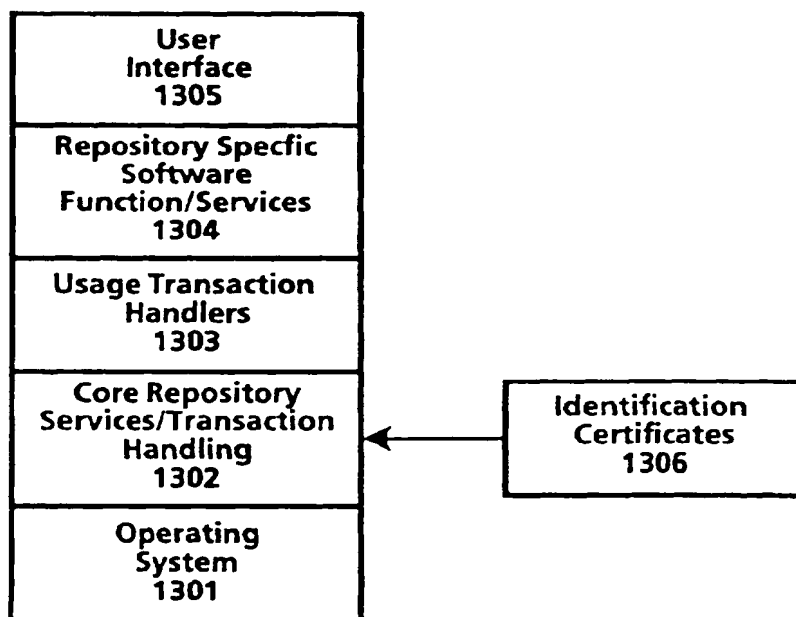 User
Interface
1305
Repository Specfic
Software
Function/Services
1304
Usage Transaction
Handlers
1303
Core Repository
Services/Transaction
Handling
1302
Identification
Certificates
1306
Operating
System
1301